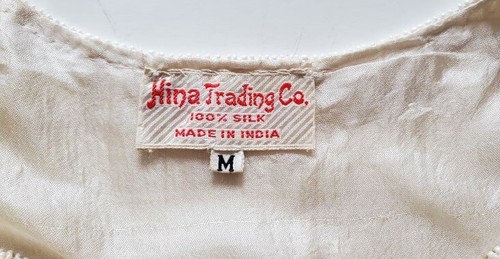 Hina Trading Co.
100% SILK
MADE IN INDIA
M